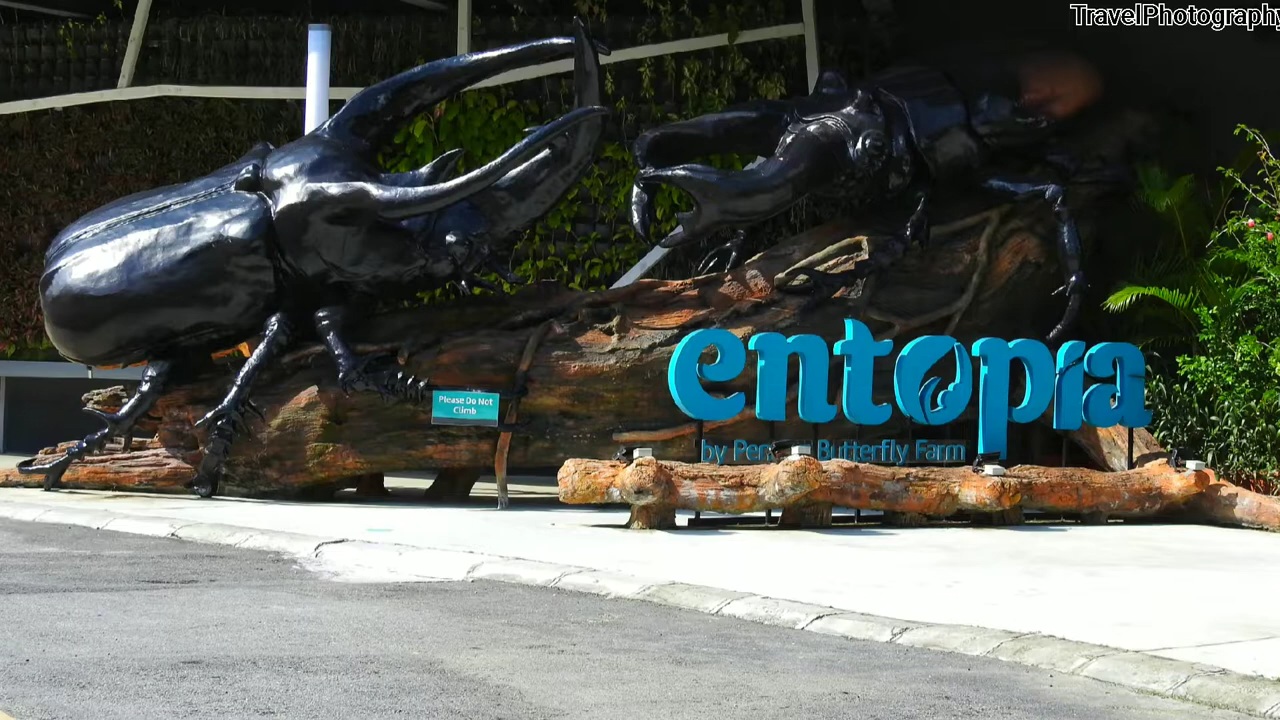 TravelPhotography
Please Do Not
Climb
entopia
by Butterfly Farm